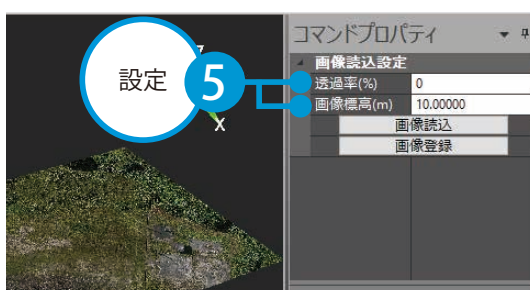 コマンドプロパティ
画像読込設定
設定
5
透過率(%) 0
画像標高(m) 10.00000
画像読込
画像登録
X